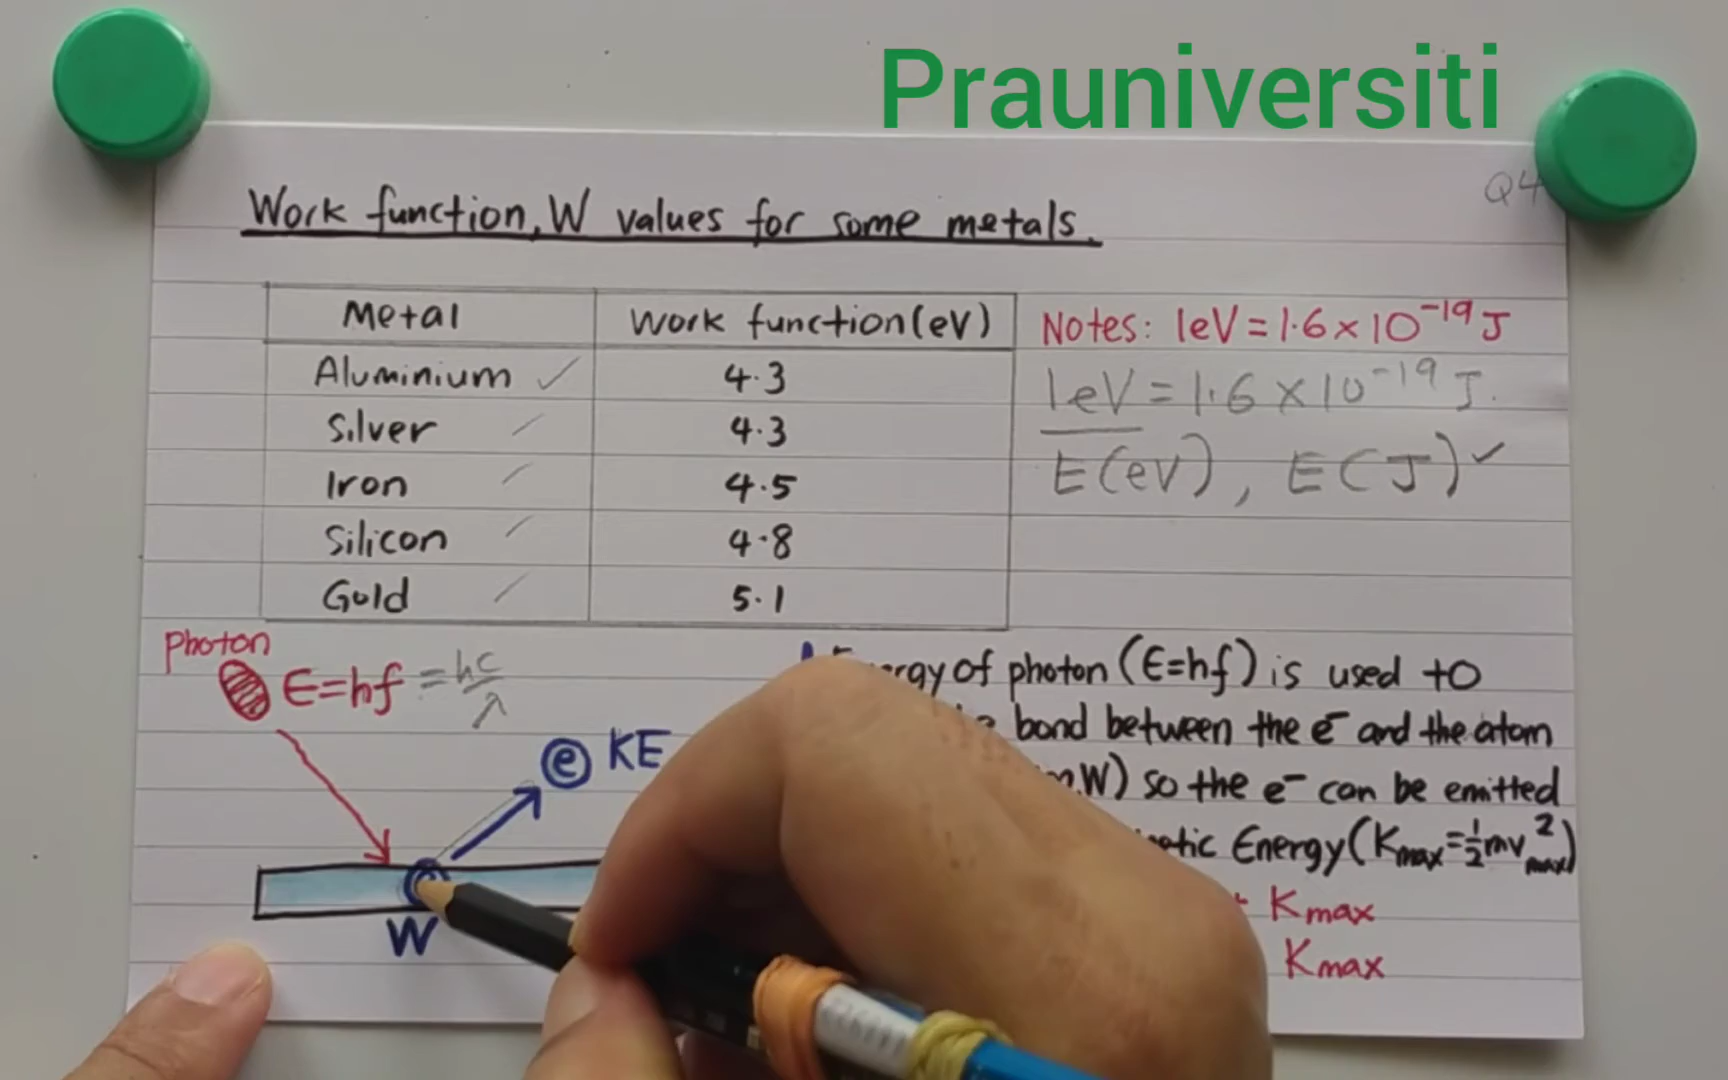 Prauniversiti
Q4
Work function, W values for some metals.
Metal Work function (eV)
Aluminium ✓ 4.3
Silver 4.3
Iron 4.5
Silicon 4.8
Gold 5.1
Notes: 1eV = 1.6 × 10⁻¹⁹ J
1eV = 1.6 × 10⁻¹⁹ J.
E(eV), E(J) ✓
Photon
E=hf = hc/λ
e KE
W
of photon (E=hf) is used to
bond between the e⁻ and the atom
W) so the e⁻ can be emitted
Energy (Kmax = ½mv²max)
Kmax
Kmax